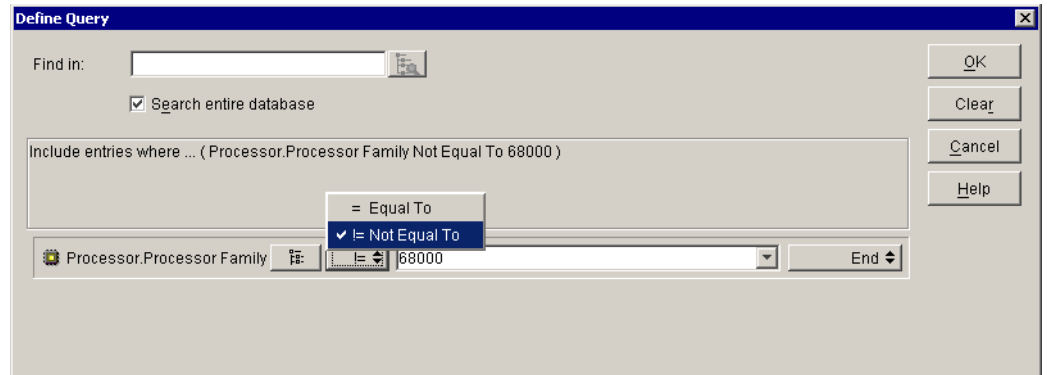 Define Query
Find in:
OK
Search entire database
Clear
Include entries where ... ( Processor.Processor Family Not Equal To 68000 )
Cancel
Help
= Equal To
!= Not Equal To
Processor.Processor Family != 68000 End